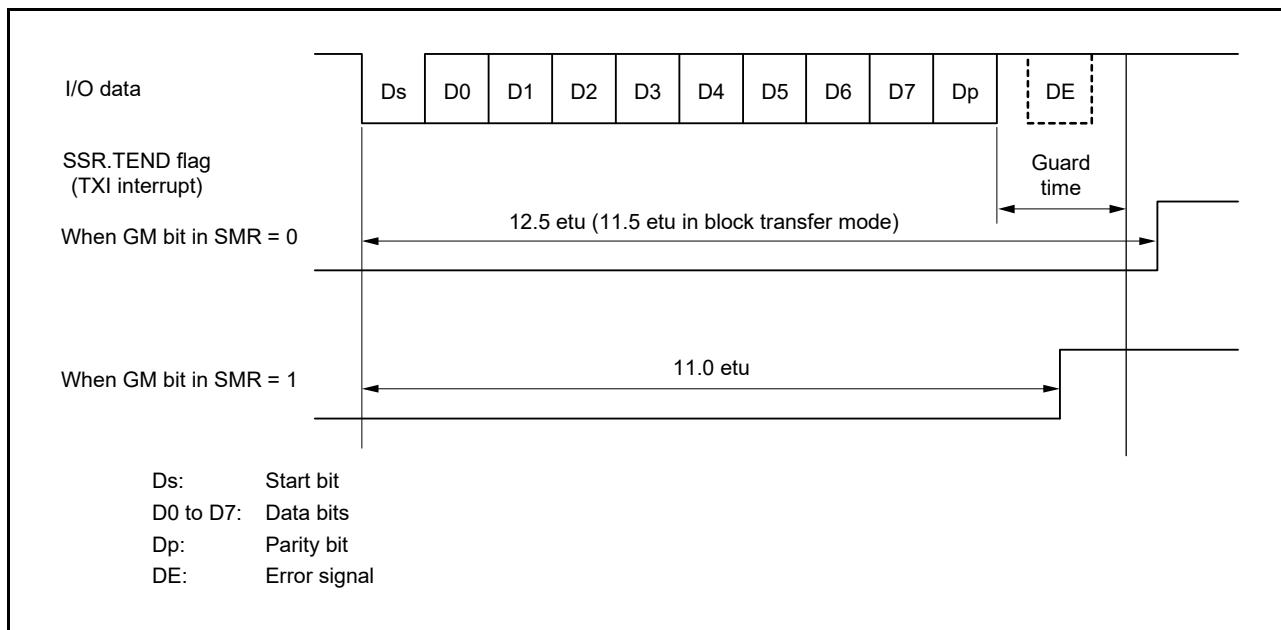 I/O data
Ds D0 D1 D2 D3 D4 D5 D6 D7 Dp DE
SSR.TEND flag
(TXI interrupt)
Guard
time
When GM bit in SMR = 0
12.5 etu (11.5 etu in block transfer mode)
When GM bit in SMR = 1
11.0 etu
Ds: Start bit
D0 to D7: Data bits
Dp: Parity bit
DE: Error signal